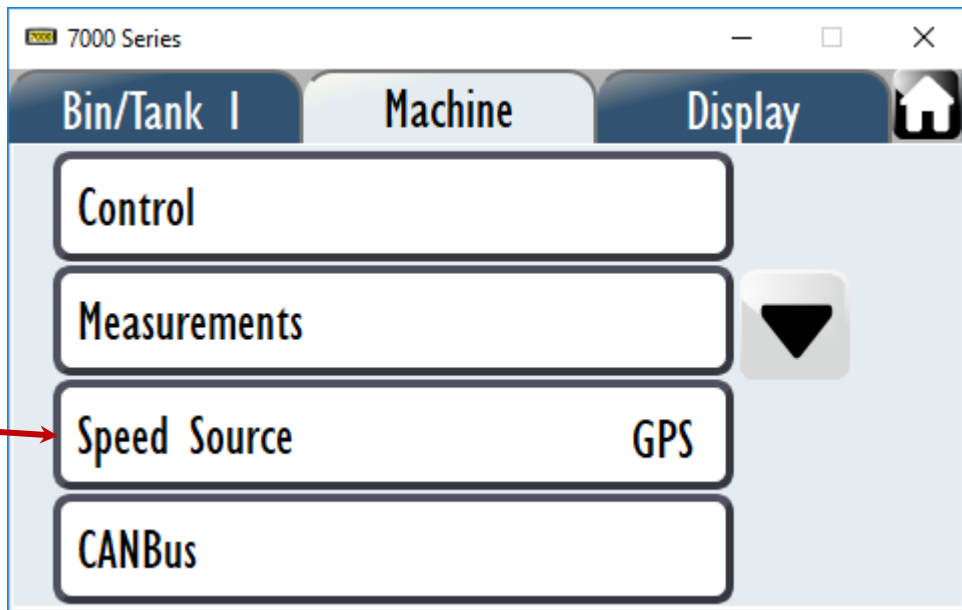 7000 Series
Bin/Tank 1 Machine Display
Control
Measurements
Speed Source GPS
CANBus